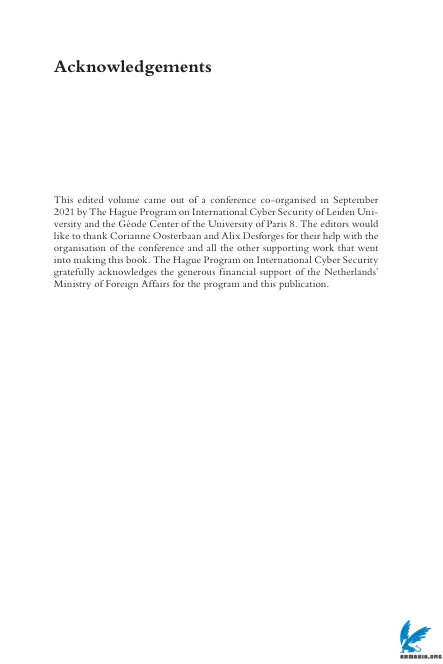 Acknowledgements
This edited volume came out of a conference co-organised in September
2021 by The Hague Program on International Cyber Security of Leiden Uni-
versity and the Géode Center of the University of Paris 8. The editors would
like to thank Corianne Oosterbaan and Alix Desforges for their help with the
organisation of the conference and all the other supporting work that went
into making this book. The Hague Program on International Cyber Security
gratefully acknowledges the generous financial support of the Netherlands'
Ministry of Foreign Affairs for the program and this publication.